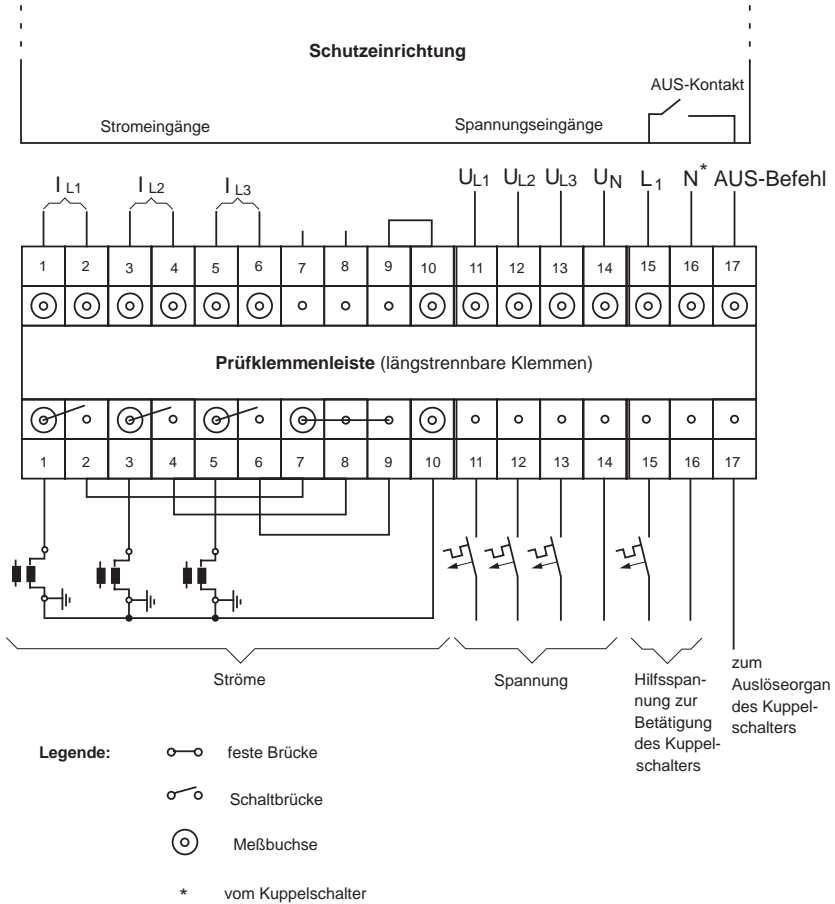 Schutzeinrichtung
AUS-Kontakt
Stromeingänge
Spannungseingänge
I L1
I L2
I L3
UL1
UL2
UL3
UN
L1
N*
AUS-Befehl
1 2 3 4 5 6 7 8 9 10 11 12 13 14 15 16 17
Prüfklemmenleiste (längstrennbare Klemmen)
1 2 3 4 5 6 7 8 9 10 11 12 13 14 15 16 17
Ströme
Spannung
Hilfsspan-
nung zur
Betätigung
des Kuppel-
schalters
zum
Auslöseorgan
des Kuppel-
schalters
Legende:
feste Brücke
Schaltbrücke
Meßbuchse
* vom Kuppelschalter